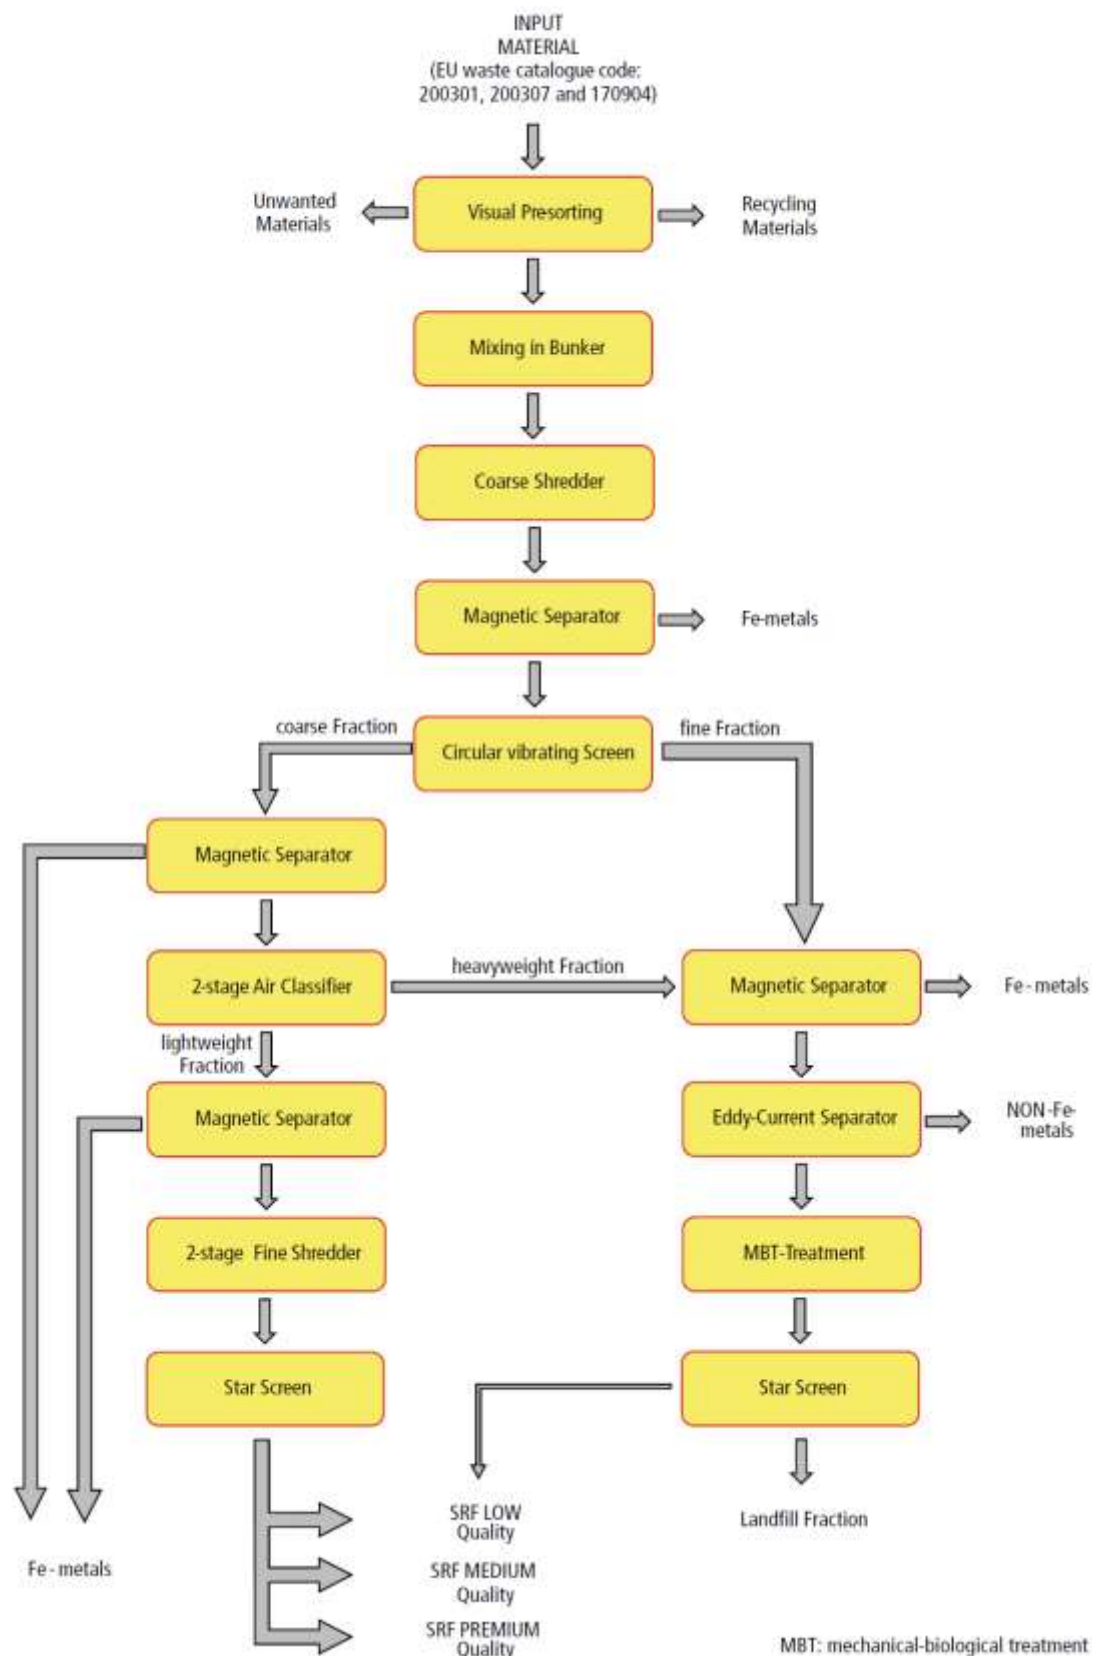 INPUT
MATERIAL
(EU waste catalogue code:
200301, 200307 and 170904)
Unwanted
Materials
Visual Presorting
Recycling
Materials
Mixing in Bunker
Coarse Shredder
Magnetic Separator
Fe-metals
coarse Fraction
Circular vibrating Screen
fine Fraction
Magnetic Separator
2-stage Air Classifier
heavyweight Fraction
Magnetic Separator
Fe - metals
lightweight
Fraction
Magnetic Separator
Eddy-Current Separator
NON-Fe-
metals
2-stage Fine Shredder
MBT-Treatment
Star Screen
Star Screen
SRF LOW
Quality
Landfill Fraction
Fe - metals
SRF MEDIUM
Quality
SRF PREMIUM
Quality
MBT: mechanical-biological treatment